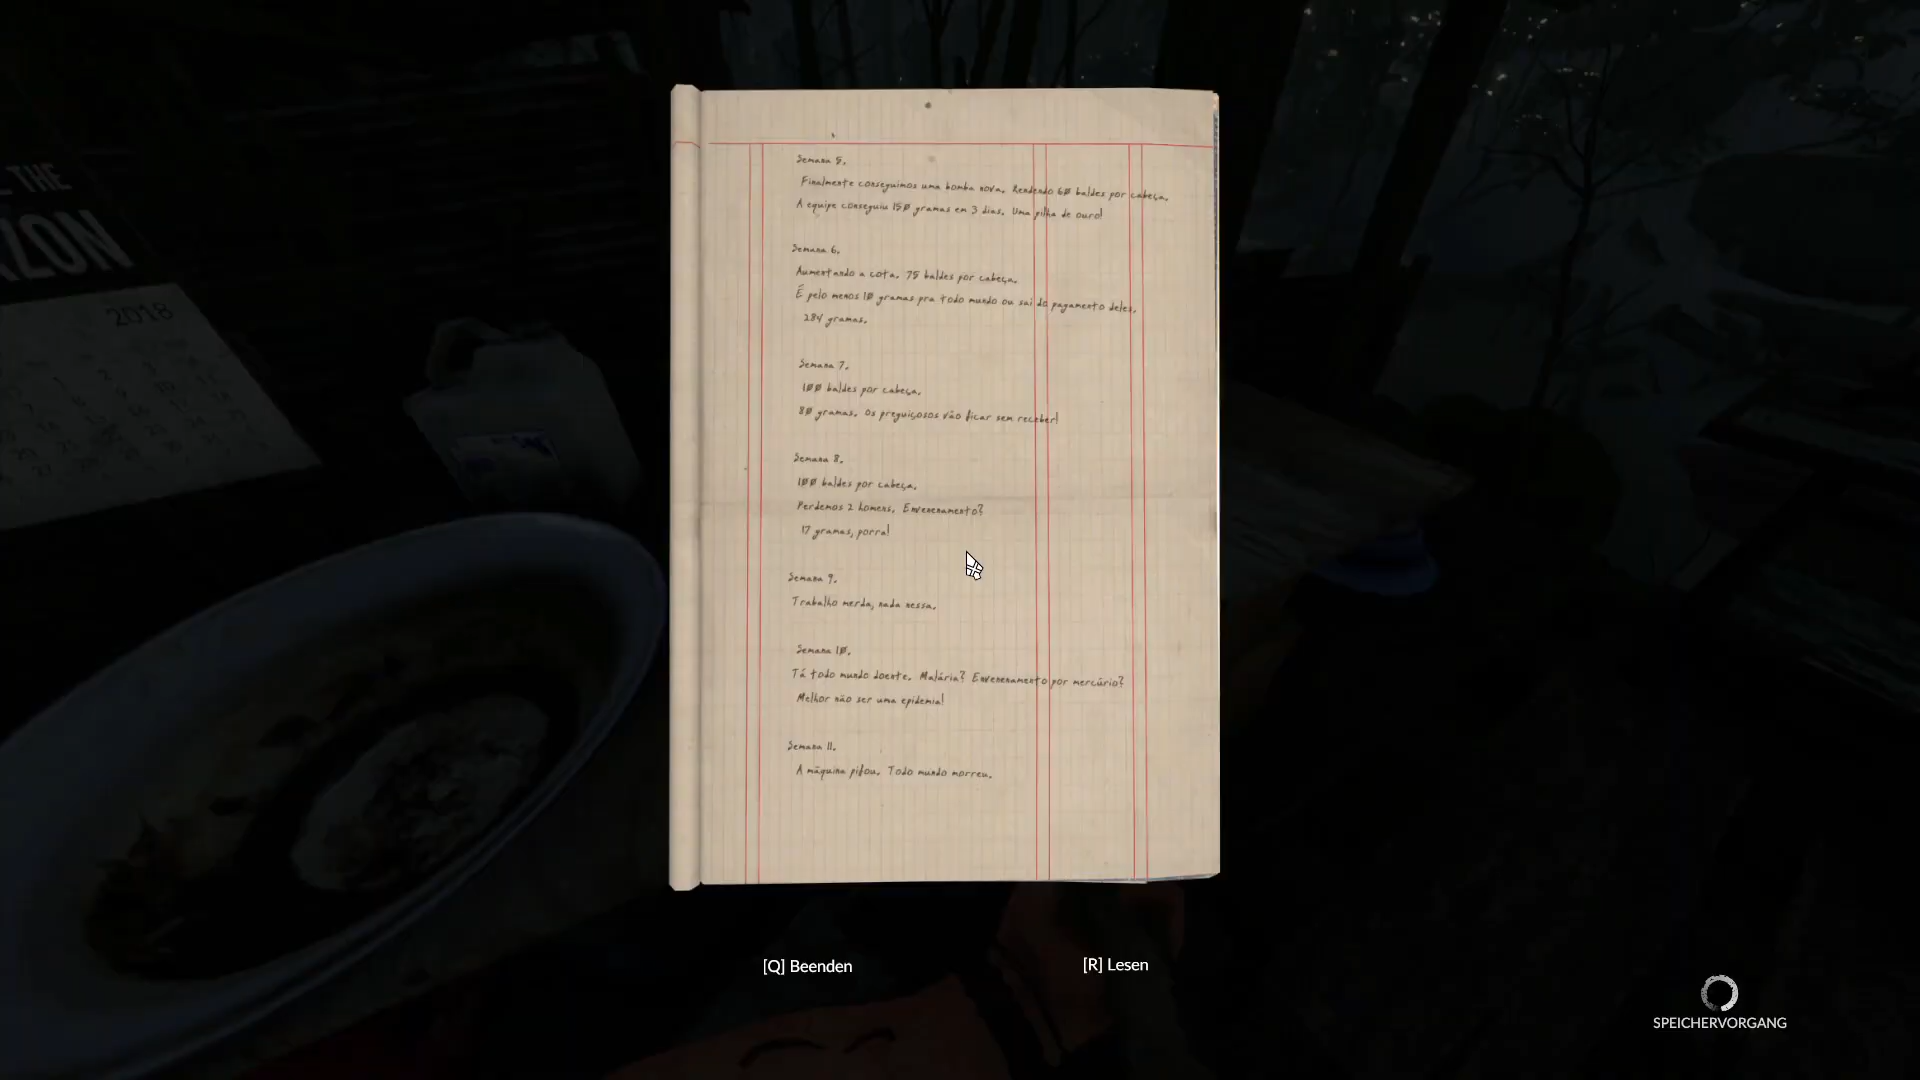 THE
ZON
2018
Semana 5.
Finalmente conseguimos uma bomba nova. Rendendo 60 baldes por cabeça.
A equipe conseguiu 150 gramas em 3 dias. Uma pilha de ouro!
Semana 6.
Aumentando a cota. 75 baldes por cabeça.
É pelo menos 10 gramas pra todo mundo ou sai do pagamento deles.
284 gramas.
Semana 7.
100 baldes por cabeça.
80 gramas. Os preguiçosos vão ficar sem receber!
Semana 8.
100 baldes por cabeça.
Perdemos 2 homens. Envenenamento?
17 gramas, porra!
Semana 9.
Trabalho merda, nada nessa.
Semana 10.
Tá todo mundo doente. Malária? Envenenamento por mercúrio?
Melhor não ser uma epidemia!
Semana 11.
A máquina pifou. Todo mundo morreu.
[Q] Beenden
[R] Lesen
SPEICHERVORGANG